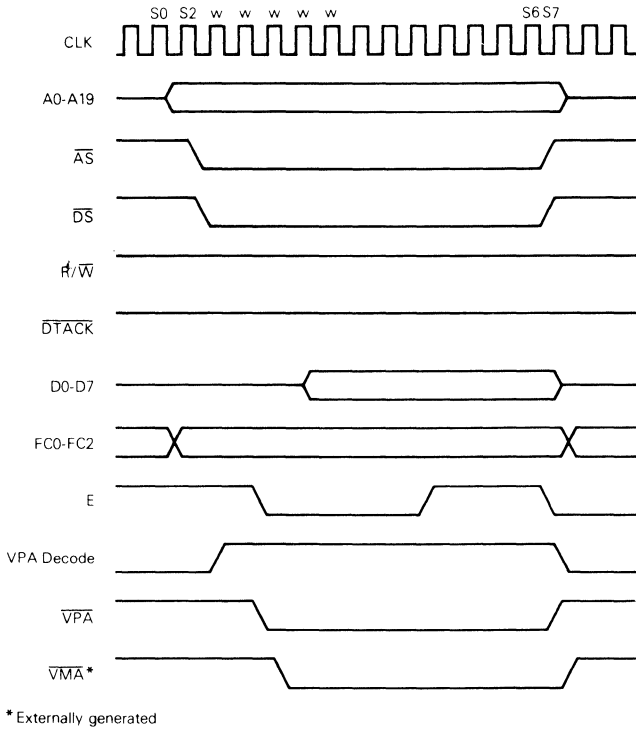 S0 S2 w w w w w S6 S7
CLK
A0-A19
AS
DS
R/W
DTACK
D0-D7
FC0-FC2
E
VPA Decode
VPA
VMA*
* Externally generated